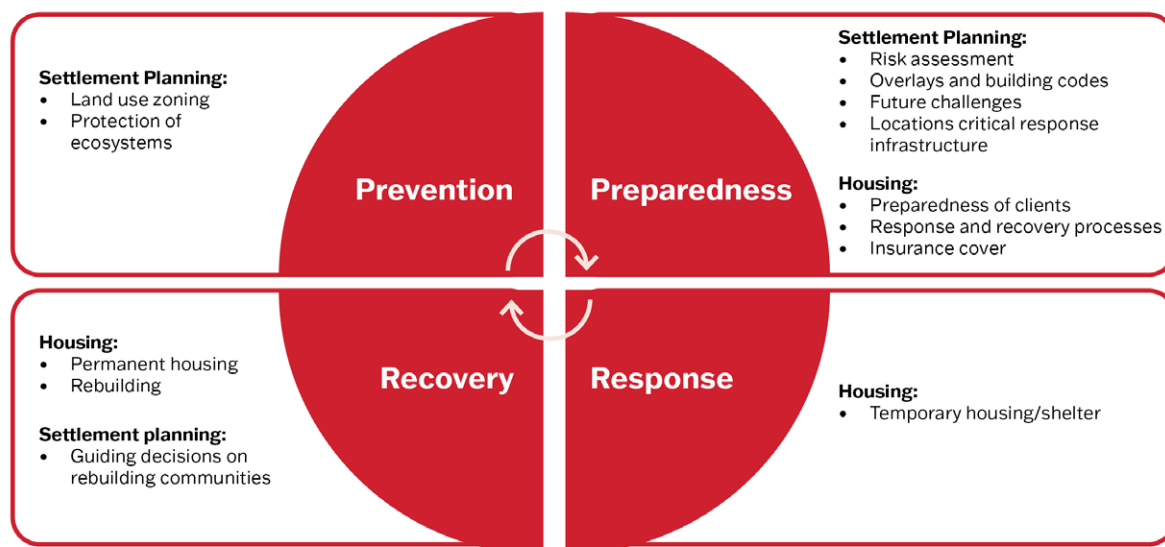 Settlement Planning:
• Land use zoning
• Protection of
ecosystems
Prevention
Preparedness
Settlement Planning:
• Risk assessment
• Overlays and building codes
• Future challenges
• Locations critical response
infrastructure
Housing:
• Preparedness of clients
• Response and recovery processes
• Insurance cover
Housing:
• Permanent housing
• Rebuilding
Settlement planning:
• Guiding decisions on
rebuilding communities
Recovery
Response
Housing:
• Temporary housing/shelter